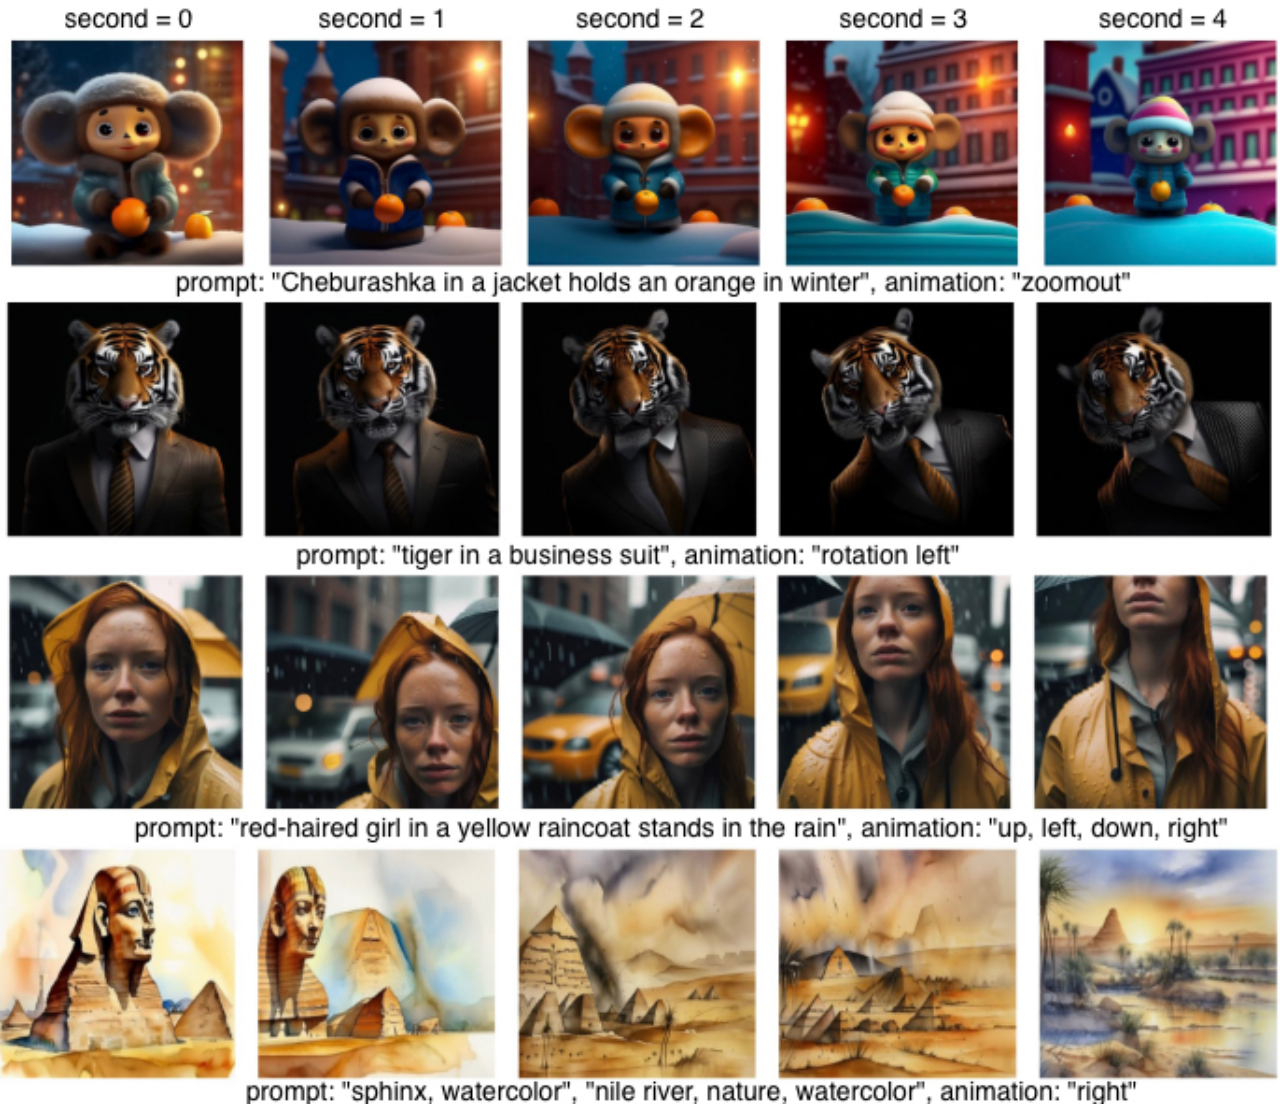 second = 0 second = 1 second = 2 second = 3 second = 4
prompt: "Cheburashka in a jacket holds an orange in winter", animation: "zoomout"
prompt: "tiger in a business suit", animation: "rotation left"
prompt: "red-haired girl in a yellow raincoat stands in the rain", animation: "up, left, down, right"
prompt: "sphinx, watercolor", "nile river, nature, watercolor", animation: "right"